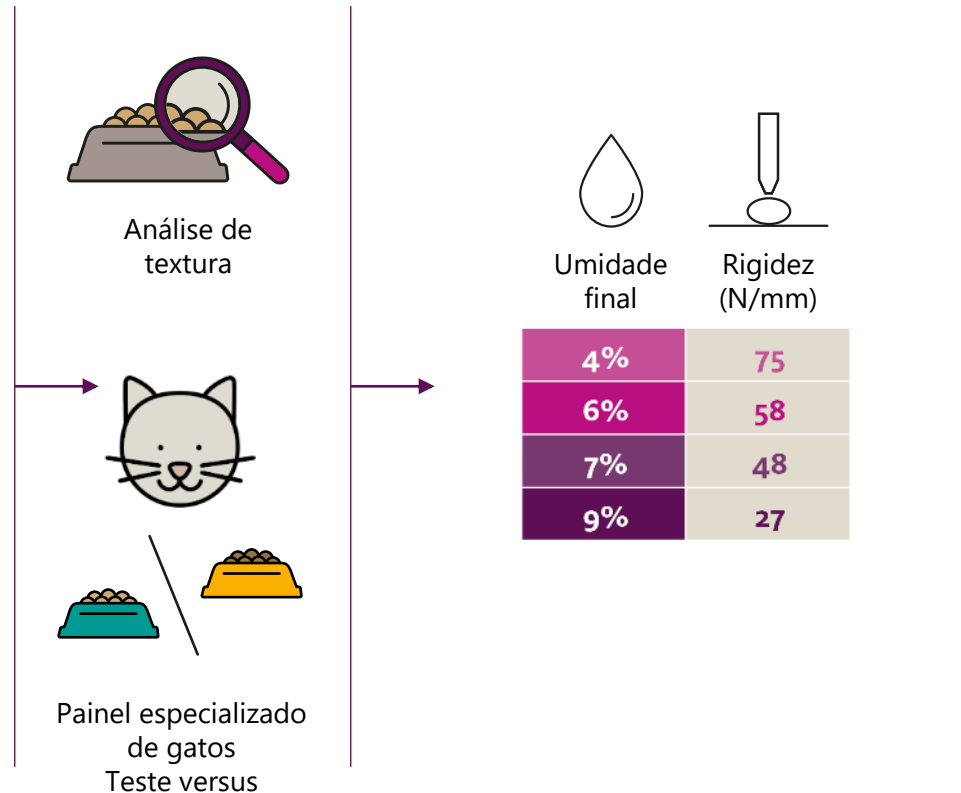 Análise de
textura
Painel especializado
de gatos
Teste versus
Umidade
final
Rigidez
(N/mm)
4% 75
6% 58
7% 48
9% 27